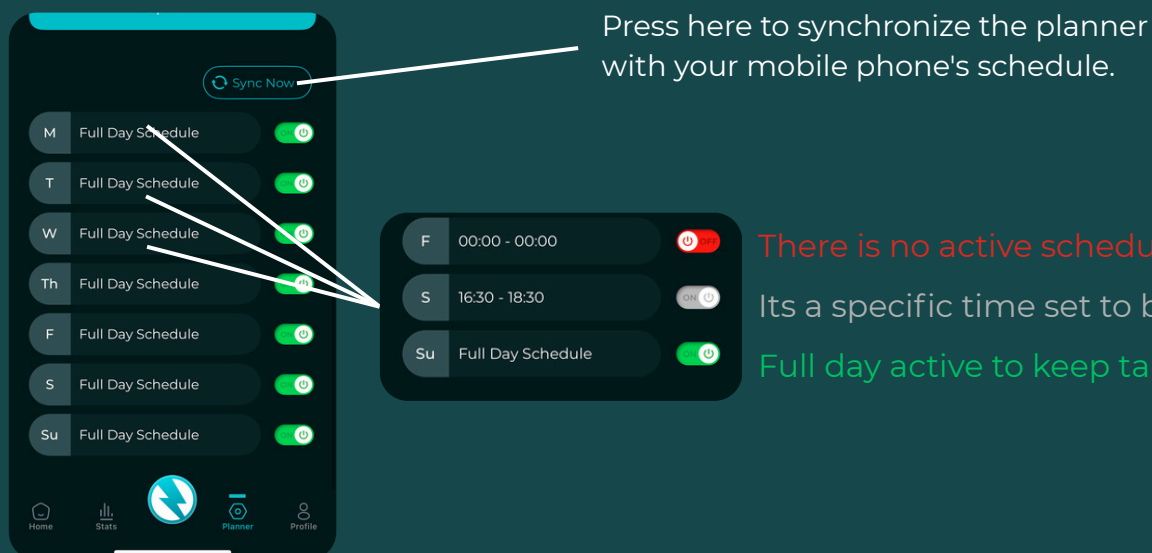 Press here to synchronize the planner
with your mobile phone's schedule.
Sync Now
M Full Day Schedule ON
T Full Day Schedule ON
W Full Day Schedule ON
Th Full Day Schedule ON
F Full Day Schedule ON
S Full Day Schedule ON
Su Full Day Schedule ON
Home Stats Planner Profile
F 00:00 - 00:00 OFF
There is no active
S 16:30 - 18:30 ON
Its a specific time set to
Su Full Day Schedule ON
Full day active to keep